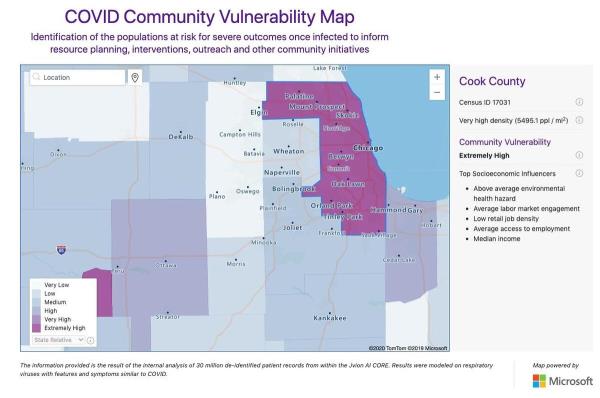 COVID Community Vulnerability Map
Identification of the populations at risk for severe outcomes once infected to inform
resource planning, interventions, outreach and other community initiatives
Location
+
−
Lake Forest
Huntley
Palatine
Mount Prospect
Elgin
Skokie
Roselle
Norridge
Campton Hills
DeKalb
Chicago
Dixon
Batavia
Wheaton
Berwyn
Summit
Naperville
Oak Lawn
Oswego
Bolingbrook
Plano
Plainfield
Orland Park
Hammond Gary
Tinley Park
Joliet
Frankfort
Hobart
Minooka
Cedar Lake
Peru
Ottawa
Morris
Streator
Kankakee
Very Low
Low
Medium
High
Very High
Extremely High
State Relative
©2020 TomTom ©2019 Microsoft
Cook County
Census ID 17031
Very high density (5495.1 ppl / mi²)
Community Vulnerability
Extremely High
Top Socioeconomic Influencers
• Above average environmental
health hazard
• Average labor market engagement
• Low retail job density
• Average access to employment
• Median income
The information provided is the result of the internal analysis of 30 million de-identified patient records from within the Jvion AI CORE. Results were modeled on respiratory
viruses with features and symptoms similar to COVID.
Map powered by
Microsoft